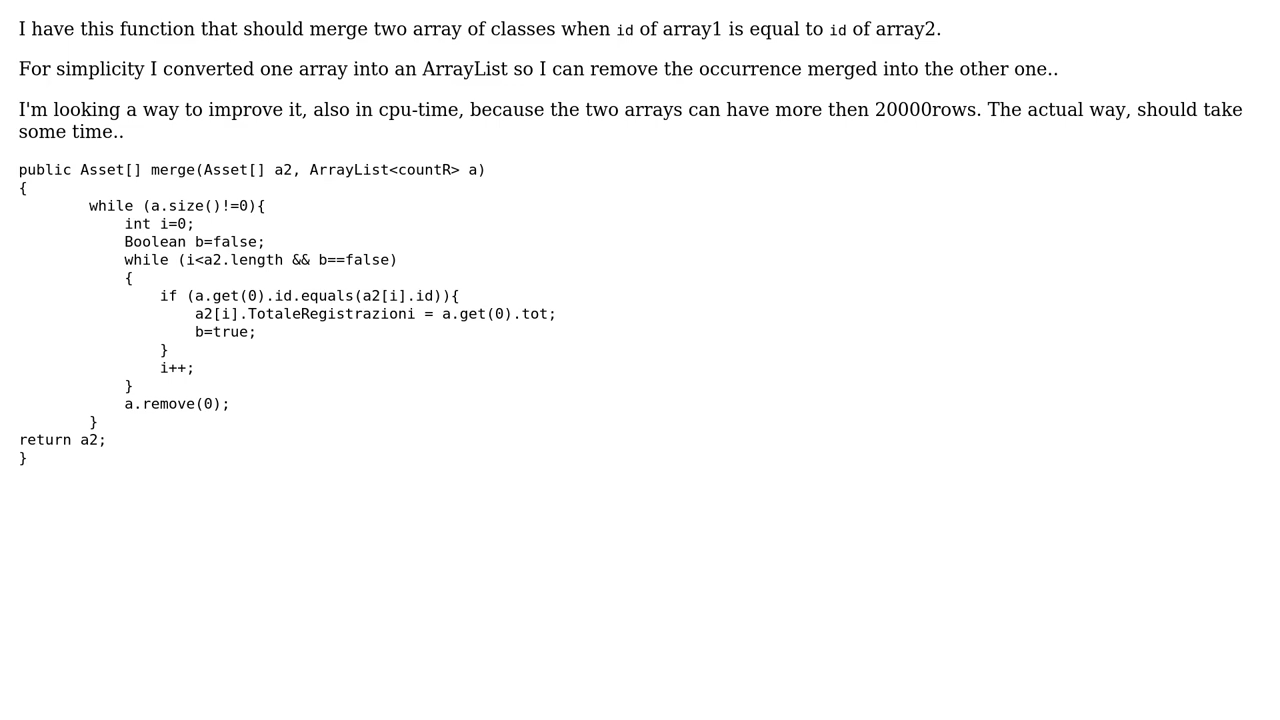 I have this function that should merge two array of classes when id of array1 is equal to id of array2.
For simplicity I converted one array into an ArrayList so I can remove the occurrence merged into the other one..
I'm looking a way to improve it, also in cpu-time, because the two arrays can have more then 20000rows. The actual way, should take
some time..
public Asset[] merge(Asset[] a2, ArrayList<countR> a)
{
        while (a.size()!=0){
            int i=0;
            Boolean b=false;
            while (i<a2.length && b==false)
            {
                if (a.get(0).id.equals(a2[i].id)){
                    a2[i].TotaleRegistrazioni = a.get(0).tot;
                    b=true;
                }
                i++;
            }
            a.remove(0);
        }
return a2;
}